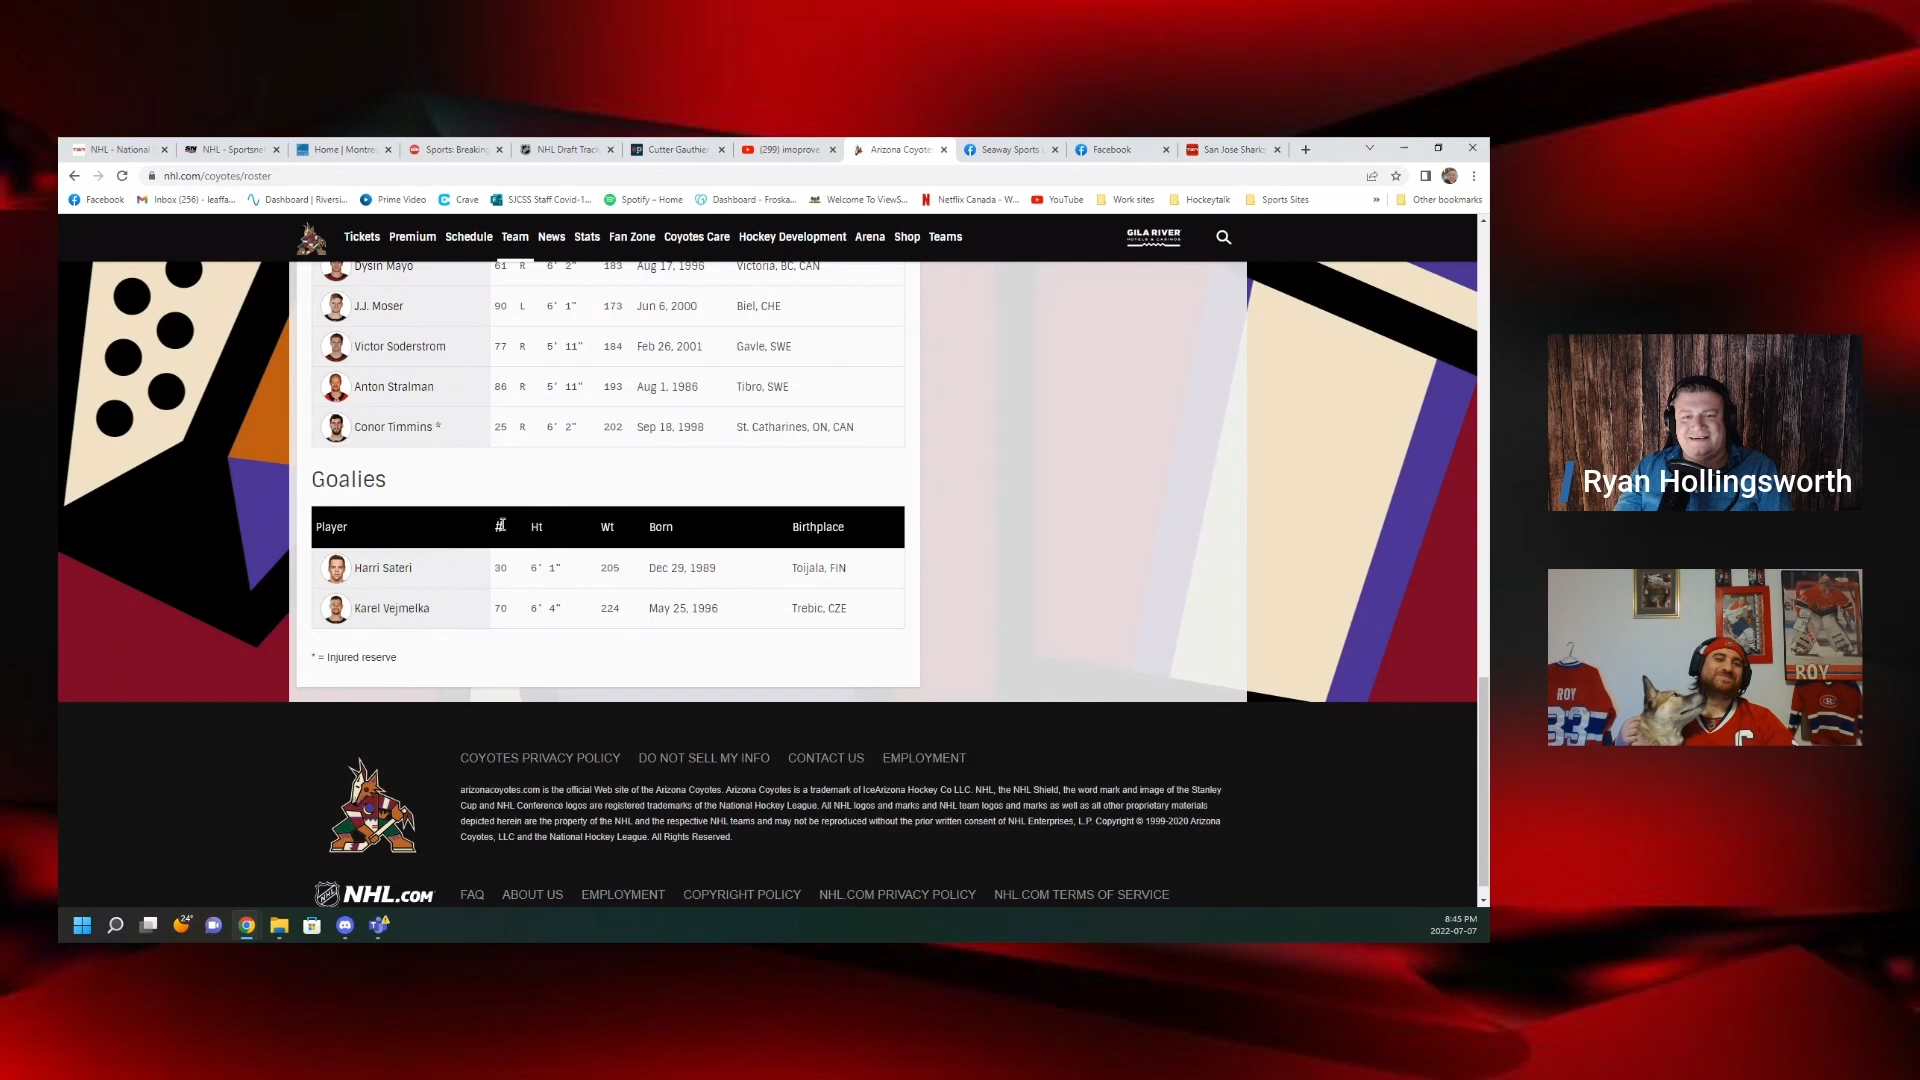 NHL - National
NHL - Sportsne
Home | Montre
Sports: Breaking
NHL Draft Track
Cutter Gauthier
(299) imoprove
Arizona Coyote
Seaway Sports L
Facebook
San Jose Shark
nhl.com/coyotes/roster
Facebook Inbox (256) - leaffa... Dashboard | Riversi... Prime Video Crave SJCSS Staff Covid-1... Spotify – Home Dashboard - Froska... Welcome To ViewS... Netflix Canada - W... YouTube Work sites Hockeytalk Sports Sites » Other bookmarks
Tickets Premium Schedule Team News Stats Fan Zone Coyotes Care Hockey Development Arena Shop Teams
GILA RIVER
HOTELS & CASINOS
Dysin Mayo 61 R 6' 2" 183 Aug 17, 1996 Victoria, BC, CAN
J.J. Moser 90 L 6' 1" 173 Jun 6, 2000 Biel, CHE
Victor Soderstrom 77 R 5' 11" 184 Feb 26, 2001 Gavle, SWE
Anton Stralman 86 R 5' 11" 193 Aug 1, 1986 Tibro, SWE
Conor Timmins * 25 R 6' 2" 202 Sep 18, 1998 St. Catharines, ON, CAN
Goalies
Player # Ht Wt Born Birthplace
Harri Sateri 30 6' 1" 205 Dec 29, 1989 Toijala, FIN
Karel Vejmelka 70 6' 4" 224 May 25, 1996 Trebic, CZE
* = Injured reserve
COYOTES PRIVACY POLICY DO NOT SELL MY INFO CONTACT US EMPLOYMENT
arizonacoyotes.com is the official Web site of the Arizona Coyotes. Arizona Coyotes is a trademark of IceArizona Hockey Co LLC. NHL, the NHL Shield, the word mark and image of the Stanley
Cup and NHL Conference logos are registered trademarks of the National Hockey League. All NHL logos and marks and NHL team logos and marks as well as all other proprietary materials
depicted herein are the property of the NHL and the respective NHL teams and may not be reproduced without the prior written consent of NHL Enterprises, L.P. Copyright © 1999-2020 Arizona
Coyotes, LLC and the National Hockey League. All Rights Reserved.
NHL.COM FAQ ABOUT US EMPLOYMENT COPYRIGHT POLICY NHL.COM PRIVACY POLICY NHL.COM TERMS OF SERVICE
24°
8:45 PM
2022-07-07
Ryan Hollingsworth
ROY
ROY
33
C